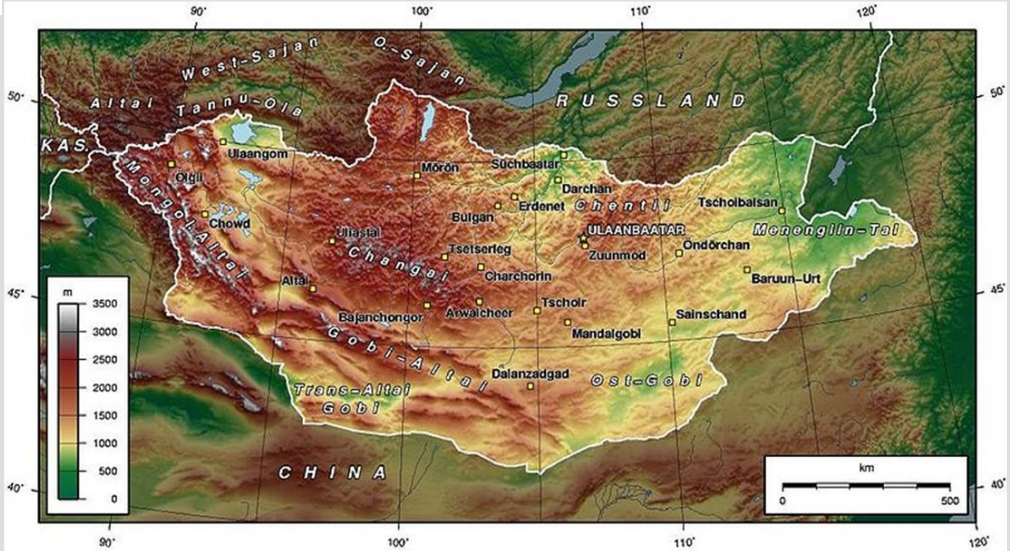 90°
100°
110°
120°
West-Sajan
O.-Sajan
50°
Altai
Tannu-Ola
RUSSLAND
50°
KAS.
Ulaangom
Mörön
Süchbaatar
Ölgii
Darchan
Erdenet
Chentii
Tschoibalsan
Mongol Altai
Bulgan
Chowd
Uliastai
ULAANBAATAR
Menengiin-Tal
Changai
Tsetserleg
Zuunmod
Öndörchan
Charchorin
Baruun-Urt
Altai
45°
45°
Bajanchongor
Arwaicheer
Tschoir
Sainschand
Mandalgobi
Gobi-Altai
Dalanzadgad
Ost-Gobi
Trans-Altai
Gobi
CHINA
m
3500
3000
2500
2000
1500
1000
500
0
km
0
500
40°
40°
90°
100°
110°
120°